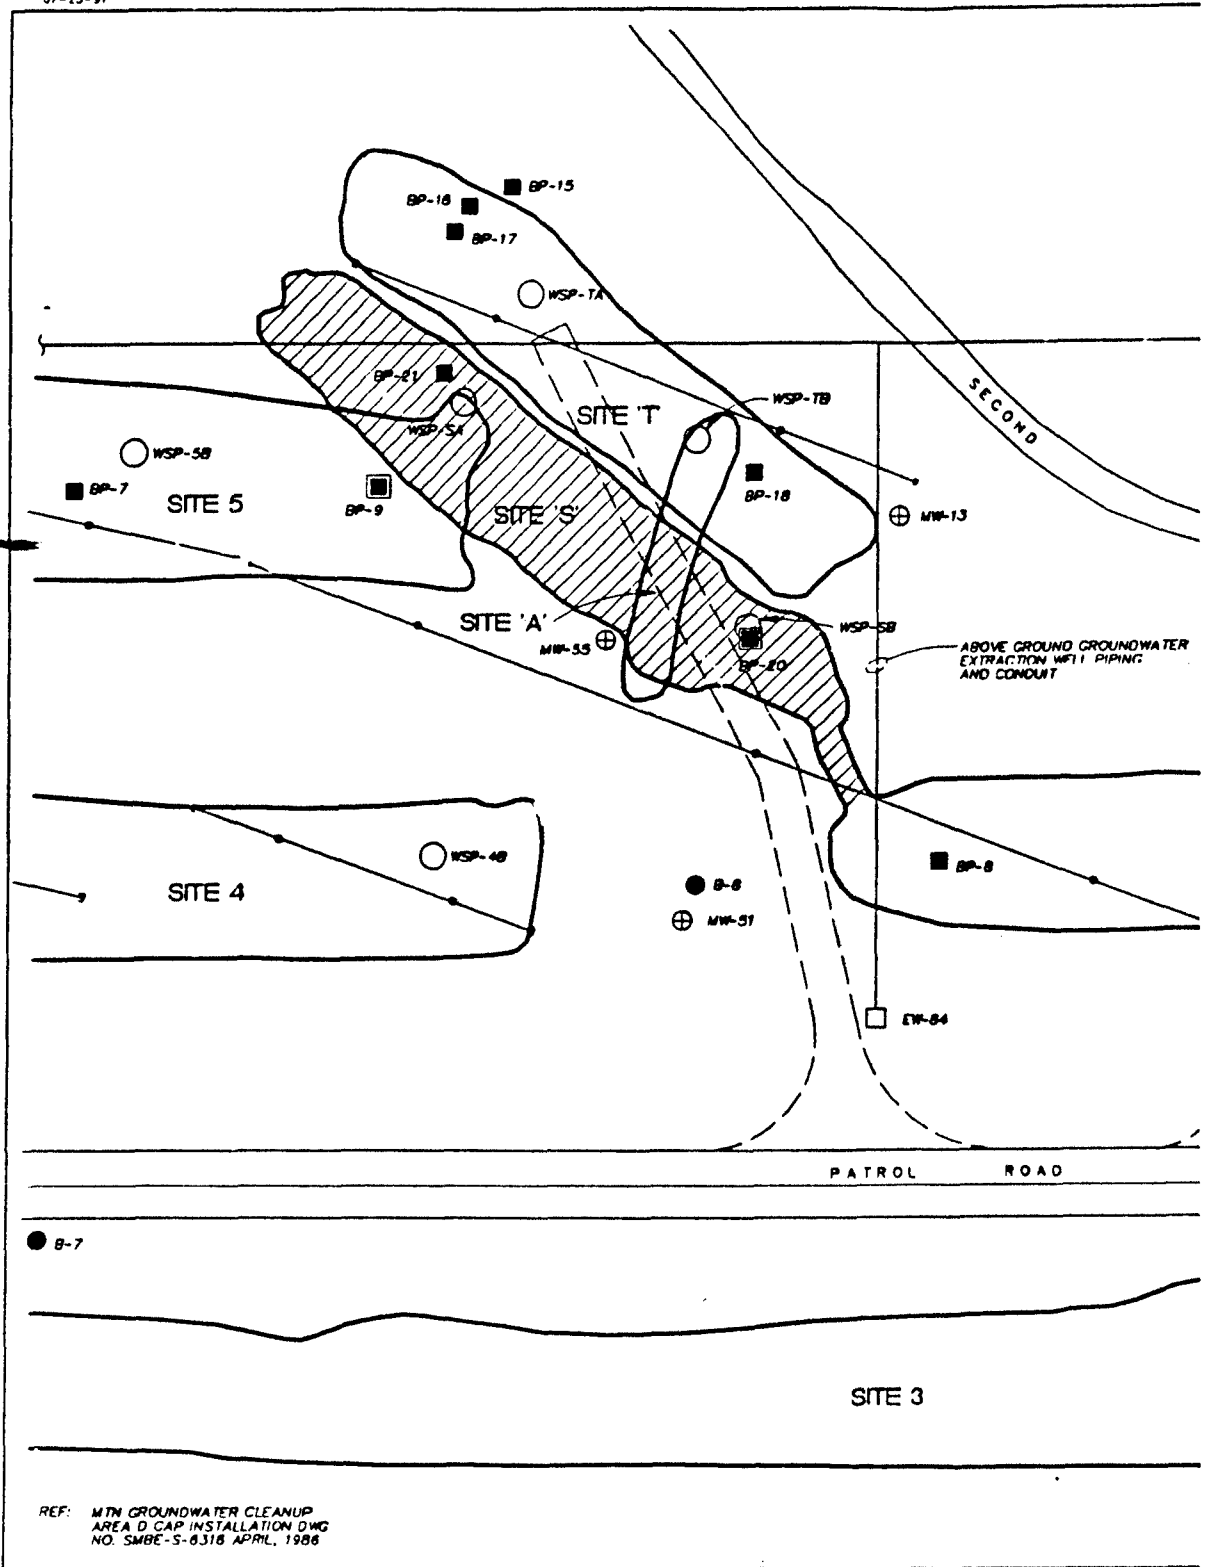 BP-15
BP-16
BP-17
WSP-TA
BP-21
SITE 'T'
WSP-TB
SECOND
WSP-SA
WSP-5B
BP-7
SITE 5
BP-9
SITE 'S'
BP-18
MW-13
SITE 'A'
MW-55
WSP-SB
BP-20
ABOVE GROUND GROUNDWATER
EXTRACTION WELL PIPING
AND CONDUIT
WSP-4B
SITE 4
BP-8
B-6
MW-51
EW-84
PATROL ROAD
B-7
SITE 3
REF: MTN GROUNDWATER CLEANUP
AREA D CAP INSTALLATION DWG
NO. SMBE-S-6316 APRIL, 1986